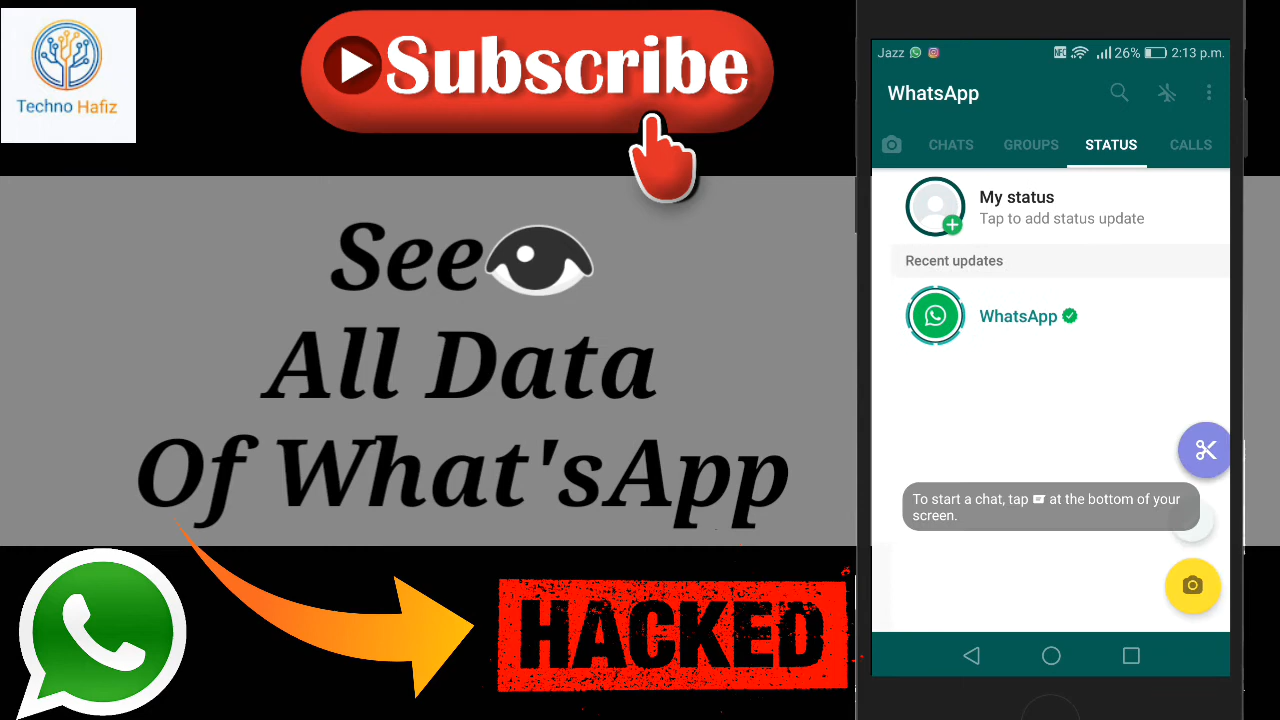 Techno Hafiz
Subscribe
See
All Data
Of What'sApp
HACKED
Jazz
NFC
26%
2:13 p.m.
WhatsApp
CHATS
GROUPS
STATUS
CALLS
My status
Tap to add status update
Recent updates
WhatsApp
To start a chat, tap at the bottom of your
screen.